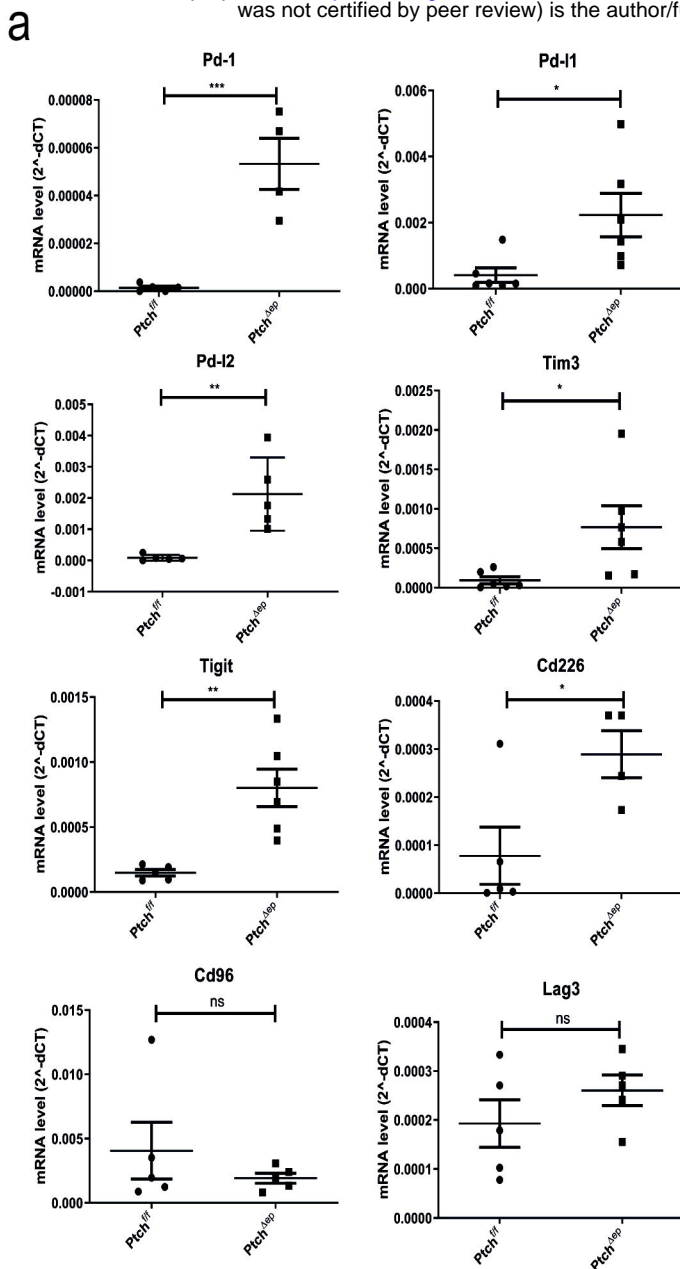 was not certified by peer review) is the author/f
a
Pd-1
***
mRNA level (2^-dCT)
0.00008
0.00006
0.00004
0.00002
0.00000
Ptch f/f
Ptch Δep
Pd-l1
*
mRNA level (2^-dCT)
0.006
0.004
0.002
0.000
Ptch f/f
Ptch Δep
Pd-l2
**
mRNA level (2^-dCT)
0.005
0.004
0.003
0.002
0.001
0.000
-0.001
Ptch f/f
Ptch Δep
Tim3
*
mRNA level (2^-dCT)
0.0025
0.0020
0.0015
0.0010
0.0005
0.0000
Ptch f/f
Ptch Δep
Tigit
**
mRNA level (2^-dCT)
0.0015
0.0010
0.0005
0.0000
Ptch f/f
Ptch Δep
Cd226
*
mRNA level (2^-dCT)
0.0004
0.0003
0.0002
0.0001
0.0000
Ptch f/f
Ptch Δep
Cd96
ns
mRNA level (2^-dCT)
0.015
0.010
0.005
0.000
Ptch f/f
Ptch Δep
Lag3
ns
mRNA level (2^-dCT)
0.0004
0.0003
0.0002
0.0001
0.0000
Ptch f/f
Ptch Δep